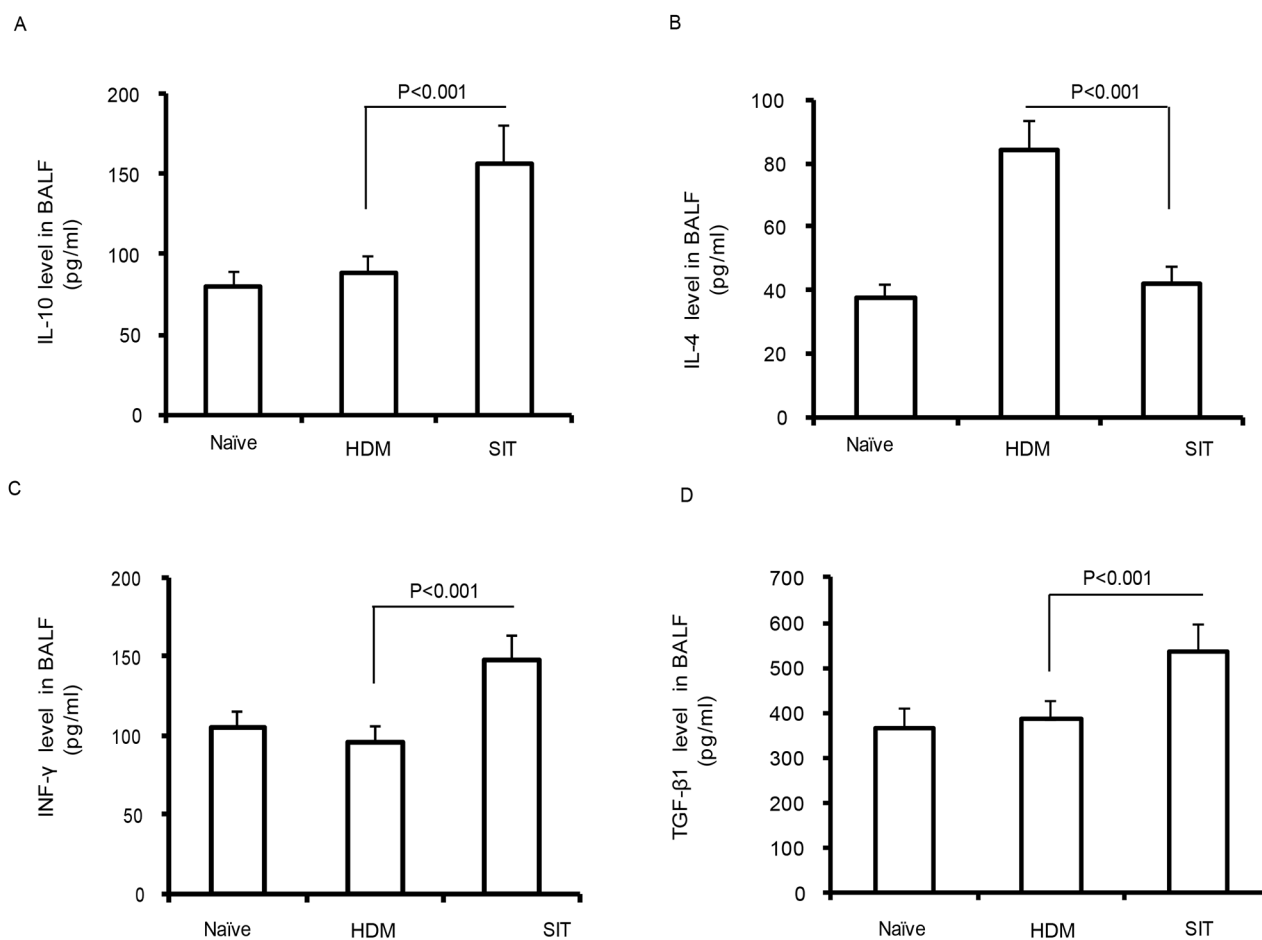 A
IL-10 level in BALF
(pg/ml)
200
150
100
50
0
P<0.001
Naïve
HDM
SIT
B
IL-4 level in BALF
(pg/ml)
100
80
60
40
20
0
P<0.001
Naïve
HDM
SIT
C
INF-γ level in BALF
(pg/ml)
200
150
100
50
0
P<0.001
Naïve
HDM
SIT
D
TGF-β1 level in BALF
(pg/ml)
700
600
500
400
300
200
100
0
P<0.001
Naïve
HDM
SIT